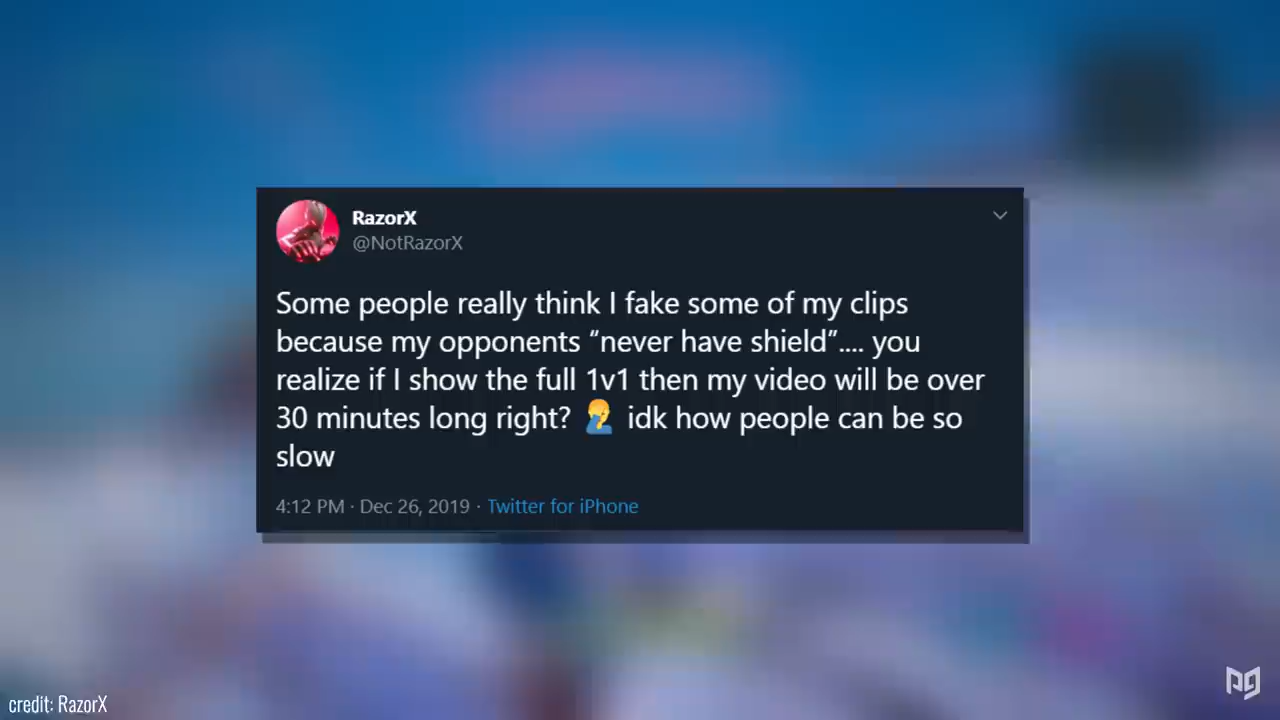 RazorX
@NotRazorX
Some people really think I fake some of my clips
because my opponents “never have shield”.... you
realize if I show the full 1v1 then my video will be over
30 minutes long right? 🤦‍♂️ idk how people can be so
slow
4:12 PM · Dec 26, 2019 · Twitter for iPhone
credit: RazorX